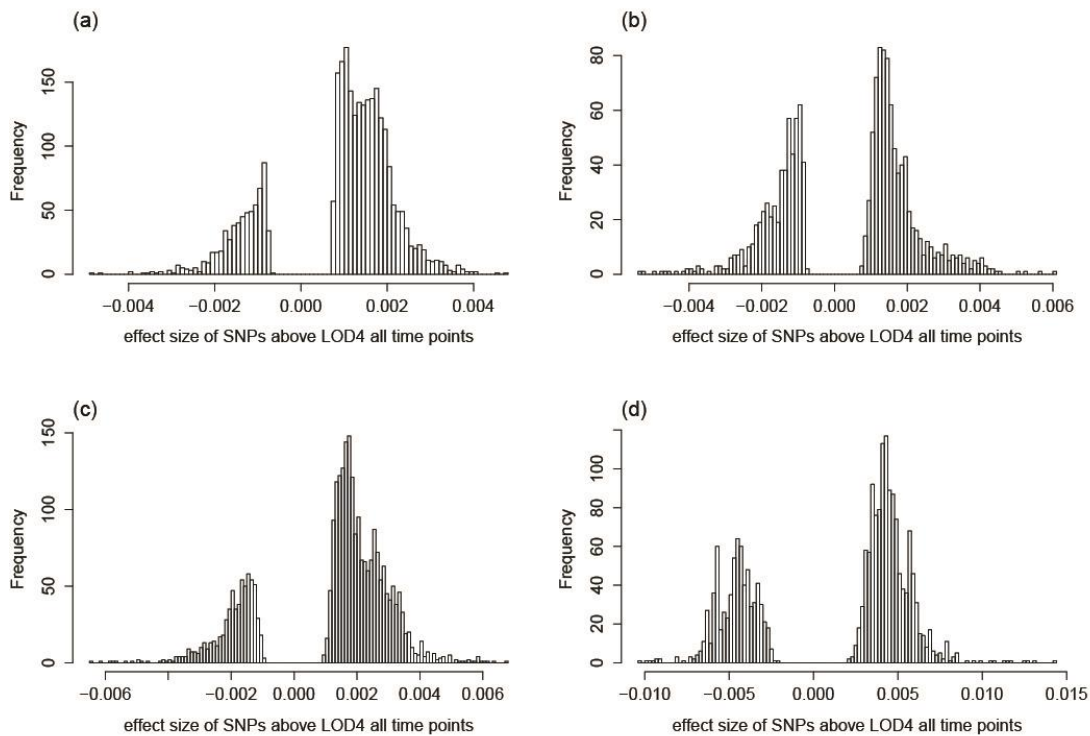 (a)
Frequency
150
100
50
0
−0.004 −0.002 0.000 0.002 0.004
effect size of SNPs above LOD4 all time points
(b)
Frequency
80
60
40
20
0
−0.004 −0.002 0.000 0.002 0.004 0.006
effect size of SNPs above LOD4 all time points
(c)
Frequency
150
100
50
0
−0.006 −0.002 0.000 0.002 0.004 0.006
effect size of SNPs above LOD4 all time points
(d)
Frequency
100
80
60
40
20
0
−0.010 −0.005 0.000 0.005 0.010 0.015
effect size of SNPs above LOD4 all time points